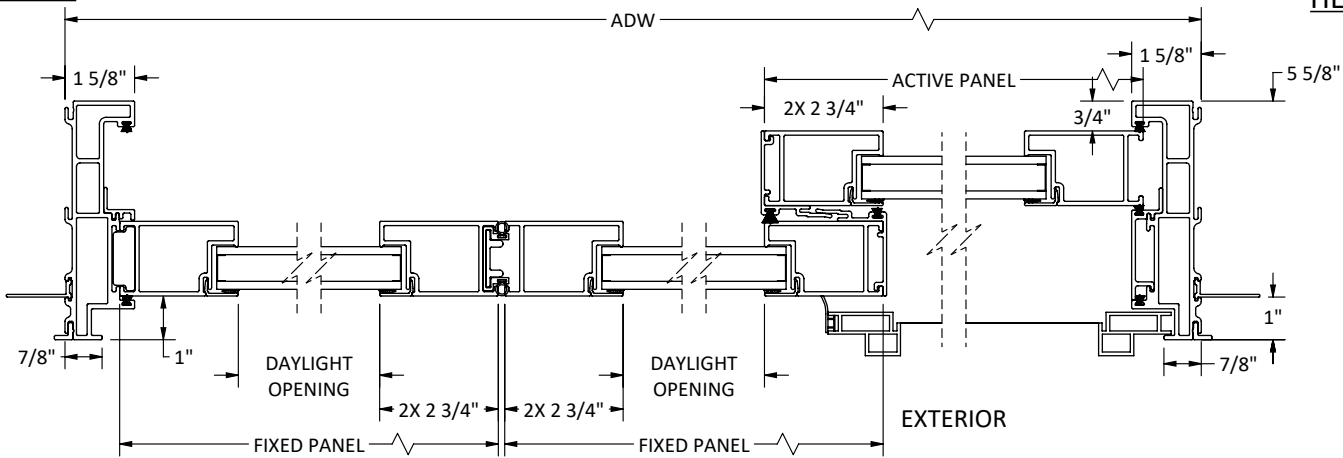 ADW
HE
1 5/8"
1 5/8"
5 5/8"
ACTIVE PANEL
2X 2 3/4"
3/4"
7/8"
1"
DAYLIGHT
OPENING
DAYLIGHT
OPENING
1"
7/8"
2X 2 3/4"
2X 2 3/4"
EXTERIOR
FIXED PANEL
FIXED PANEL